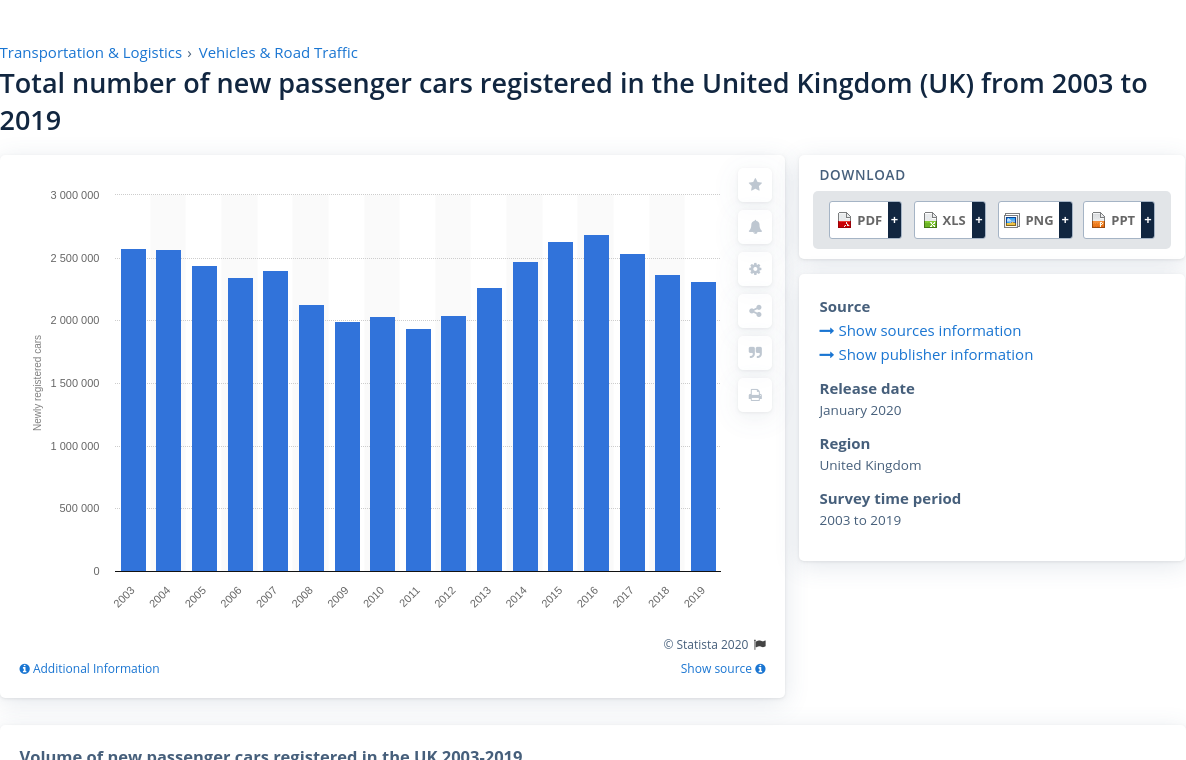 Transportation & Logistics › Vehicles & Road Traffic
Total number of new passenger cars registered in the United Kingdom (UK) from 2003 to
2019
3 000 000
2 500 000
2 000 000
1 500 000
1 000 000
500 000
0
Newly registered cars
2003 2004 2005 2006 2007 2008 2009 2010 2011 2012 2013 2014 2015 2016 2017 2018 2019
© Statista 2020
Additional Information
Show source
DOWNLOAD
PDF + XLS + PNG + PPT +
Source
Show sources information
Show publisher information
Release date
January 2020
Region
United Kingdom
Survey time period
2003 to 2019
Volume of new passenger cars registered in the UK 2003-2019